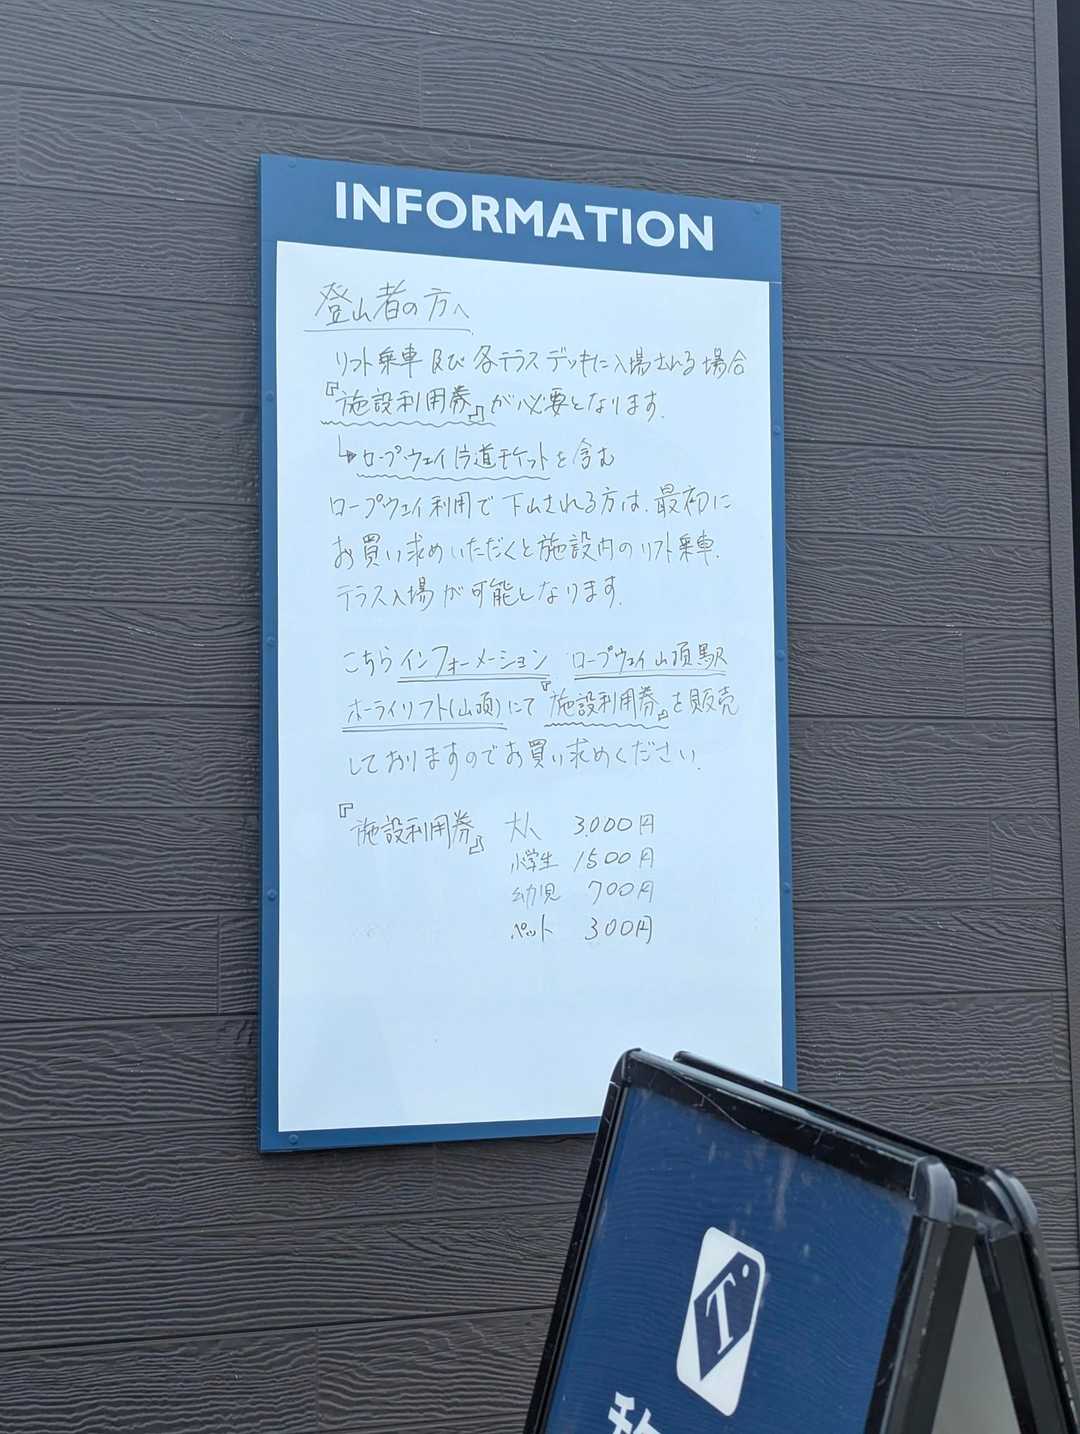 INFORMATION
登山者の方へ
リフト乗車及び各テラスデッキに入場される場合
『施設利用券』が必要となります.
↳ロープウェイ片道チケットを含む
ロープウェイ利用で下山される方は、最初に
お買い求めいただくと施設内のリフト乗車.
テラス入場が可能となります.
こちらインフォーメーション ロープウェイ山頂駅
ホーライリフト(山頂)にて『施設利用券』を販売
しておりますのでお買い求めください.
『施設利用券』 大人 3.000円
小学生 1500円
幼児 700円
ペット 300円
T